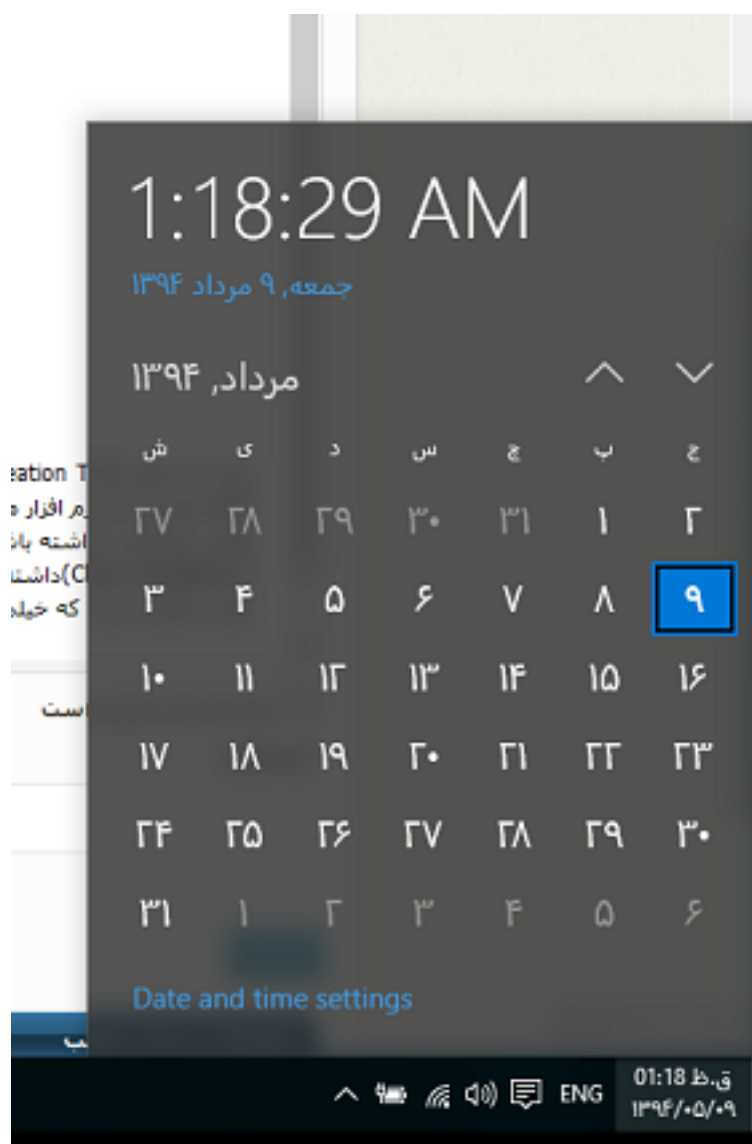 1:18:29 AM
جمعه, ۹ مرداد ۱۳۹۴
مرداد, ۱۳۹۴
ش ی د س چ پ ج
۲۷ ۲۸ ۲۹ ۳۰ ۳۱ ۱ ۲
۳ ۴ ۵ ۶ ۷ ۸ ۹
۱۰ ۱۱ ۱۲ ۱۳ ۱۴ ۱۵ ۱۶
۱۷ ۱۸ ۱۹ ۲۰ ۲۱ ۲۲ ۲۳
۲۴ ۲۵ ۲۶ ۲۷ ۲۸ ۲۹ ۳۰
۳۱ ۱ ۲ ۳ ۴ ۵ ۶
Date and time settings
که خیلی
است
ENG
01:18 ق.ظ
۱۳۹۴/۰۵/۰۹